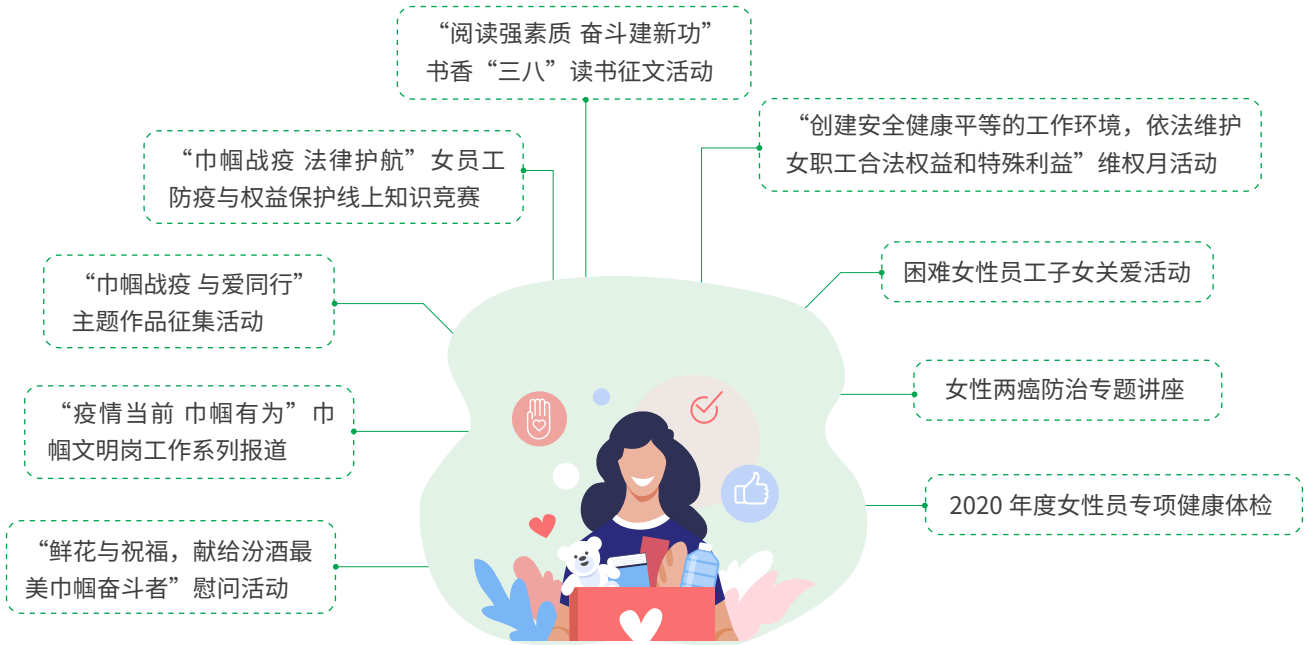 “阅读强素质 奋斗建新功”
书香“三八”读书征文活动
“创建安全健康平等的工作环境，依法维护
女职工合法权益和特殊利益”维权月活动
“巾帼战疫 法律护航”女员工
防疫与权益保护线上知识竞赛
困难女性员工子女关爱活动
“巾帼战疫 与爱同行”
主题作品征集活动
女性两癌防治专题讲座
“疫情当前 巾帼有为”巾
帼文明岗工作系列报道
2020 年度女性员专项健康体检
“鲜花与祝福，献给汾酒最
美巾帼奋斗者”慰问活动